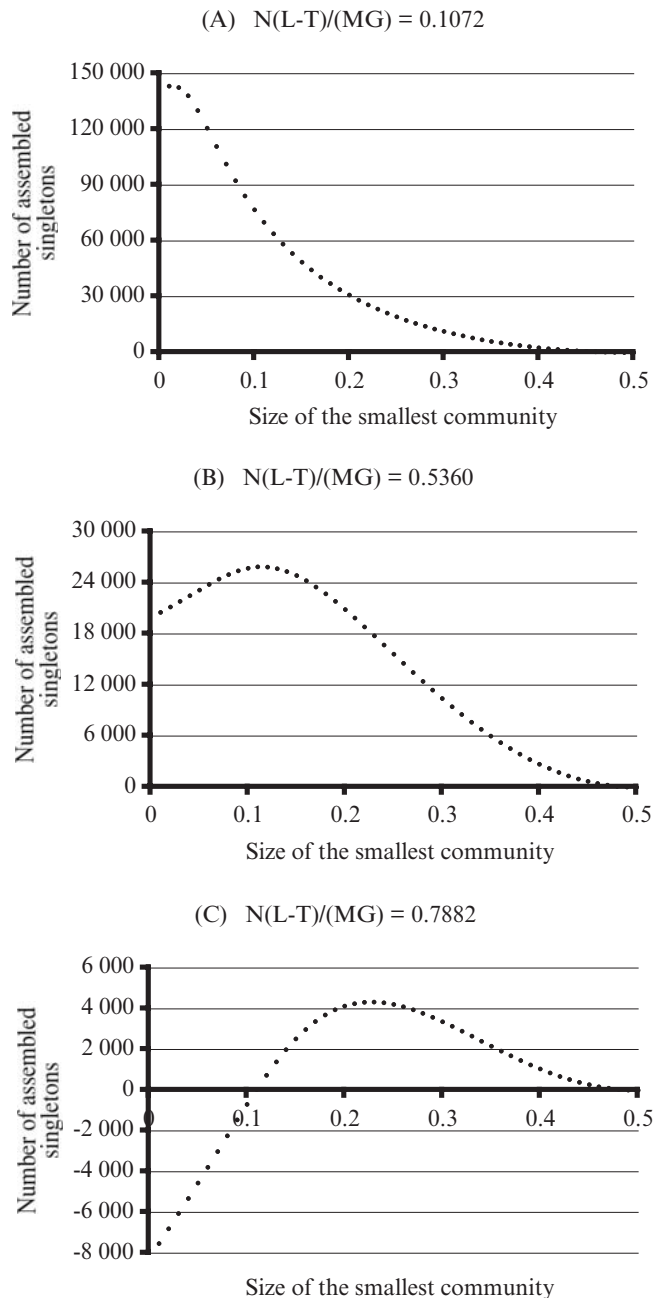 (A) N(L-T)/(MG) = 0.1072
Number of assembled
singletons
150 000
120 000
90 000
60 000
30 000
0
0 0.1 0.2 0.3 0.4 0.5
Size of the smallest community
(B) N(L-T)/(MG) = 0.5360
Number of assembled
singletons
30 000
24 000
18 000
12 000
6 000
0
0 0.1 0.2 0.3 0.4 0.5
Size of the smallest community
(C) N(L-T)/(MG) = 0.7882
Number of assembled
singletons
6 000
4 000
2 000
0
0 0.1 0.2 0.3 0.4 0.5
-2 000
-4 000
-6 000
-8 000
Size of the smallest community